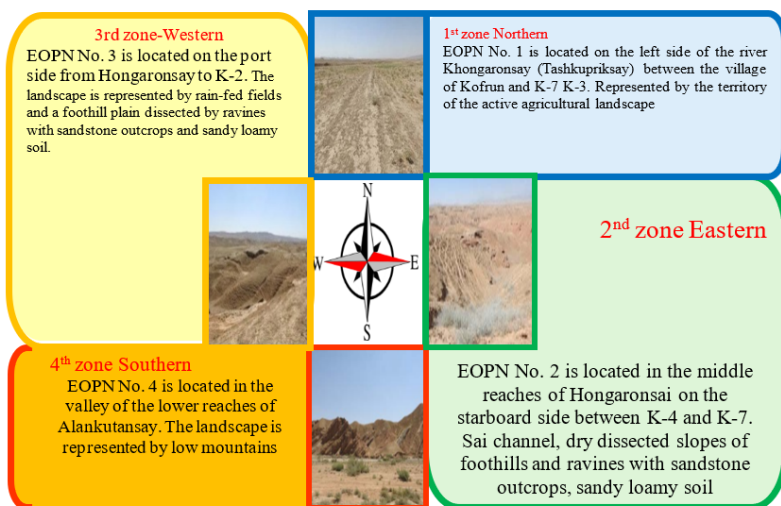 3rd zone-Western
EOPN No. 3 is located on the port
side from Hongaronsay to K-2. The
landscape is represented by rain-fed fields
and a foothill plain dissected by ravines
with sandstone outcrops and sandy loamy
soil.
1st zone Northern
EOPN No. 1 is located on the left side of the river
Khongaronsay (Tashkupriksay) between the village
of Kofrun and K-7 K-3. Represented by the territory
of the active agricultural landscape
N
W
E
S
2nd zone Eastern
EOPN No. 2 is located in the middle
reaches of Hongaronsai on the
starboard side between K-4 and K-7.
Sai channel, dry dissected slopes of
foothills and ravines with sandstone
outcrops, sandy loamy soil
4th zone Southern
EOPN No. 4 is located in the
valley of the lower reaches of
Alankutansay. The landscape is
represented by low mountains